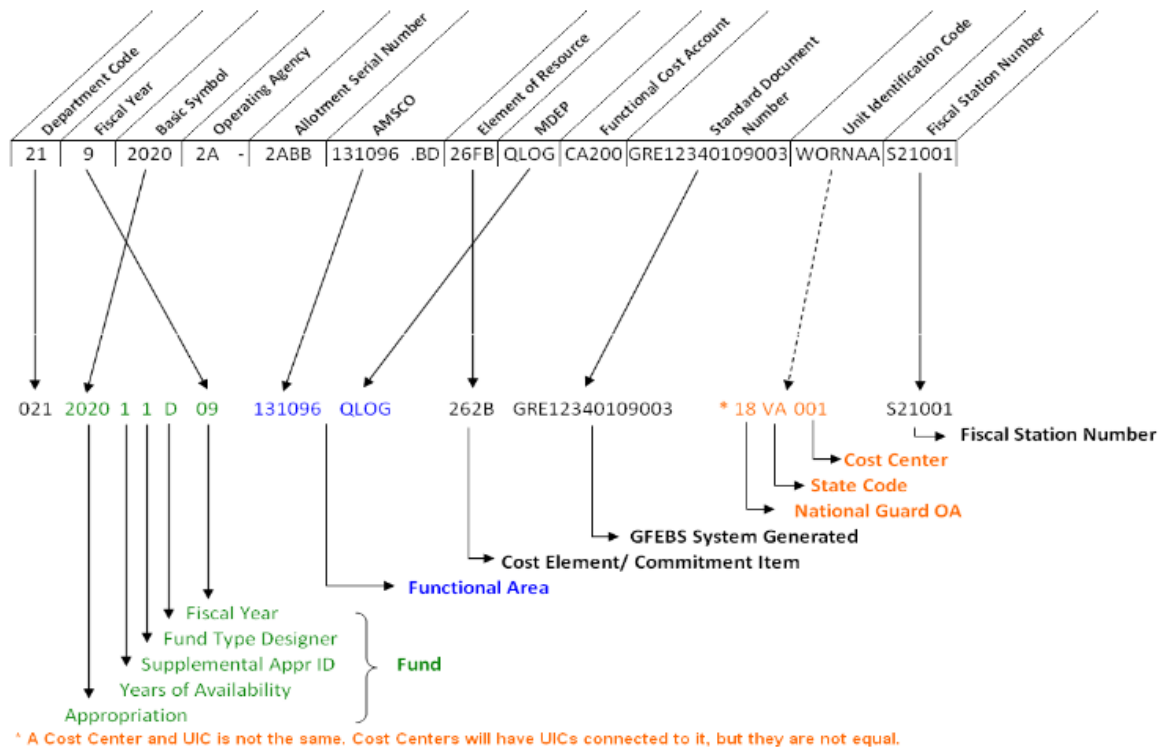 Department Code
Fiscal Year
Basic Symbol
Operating Agency
Allotment Serial Number
AMSCO
Element of Resource
MDEP
Functional Cost Account
Standard Document
Number
Unit Identification Code
Fiscal Station Number
21 9 2020 2A - 2ABB 131096 .BD 26FB QLOG CA200 GRE12340109003 WORNAA S21001
021 2020 1 1 D 09 131096 QLOG 262B GRE12340109003 * 18 VA 001 S21001
Fiscal Station Number
Cost Center
State Code
National Guard OA
GFEBS System Generated
Cost Element/ Commitment Item
Functional Area
Fiscal Year
Fund Type Designer
Supplemental Appr ID
Fund
Years of Availability
Appropriation
* A Cost Center and UIC is not the same. Cost Centers will have UICs connected to it, but they are not equal.